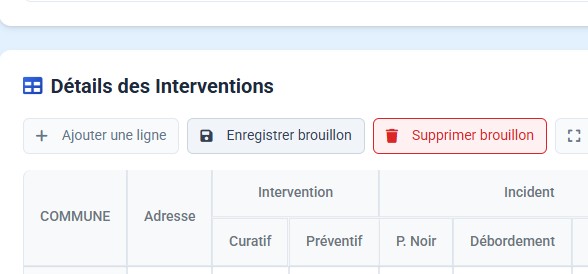 Détails des Interventions
Ajouter une ligne Enregistrer brouillon Supprimer brouillon
Intervention Incident
COMMUNE Adresse
Curatif Préventif P. Noir Débordement